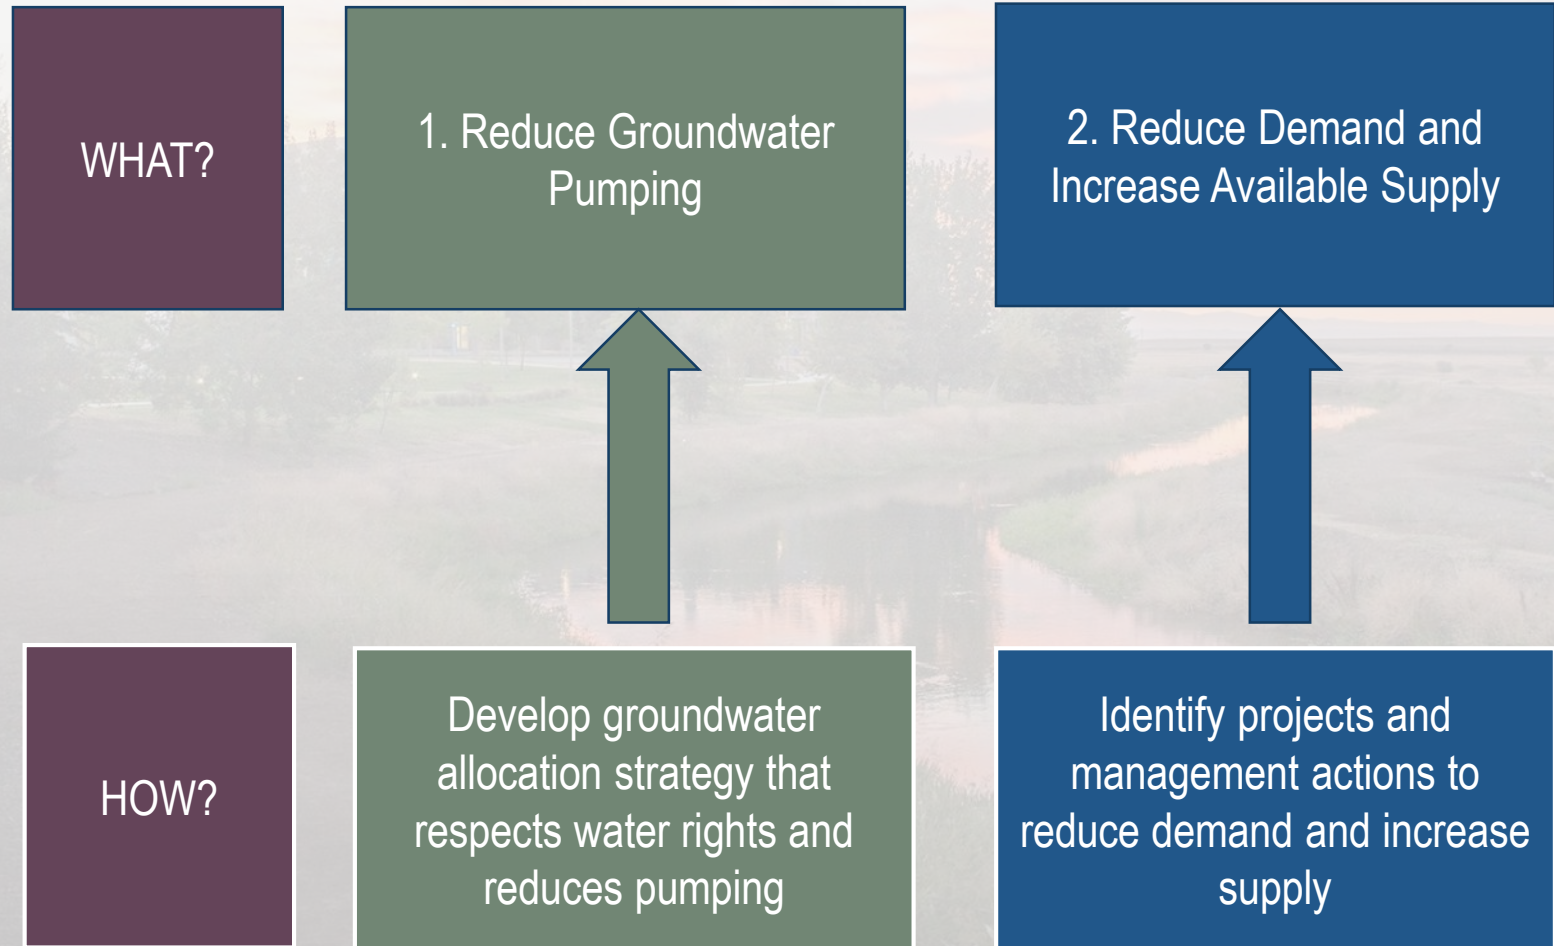 WHAT?
1. Reduce Groundwater
Pumping
2. Reduce Demand and
Increase Available Supply
HOW?
Develop groundwater
allocation strategy that
respects water rights and
reduces pumping
Identify projects and
management actions to
reduce demand and increase
supply